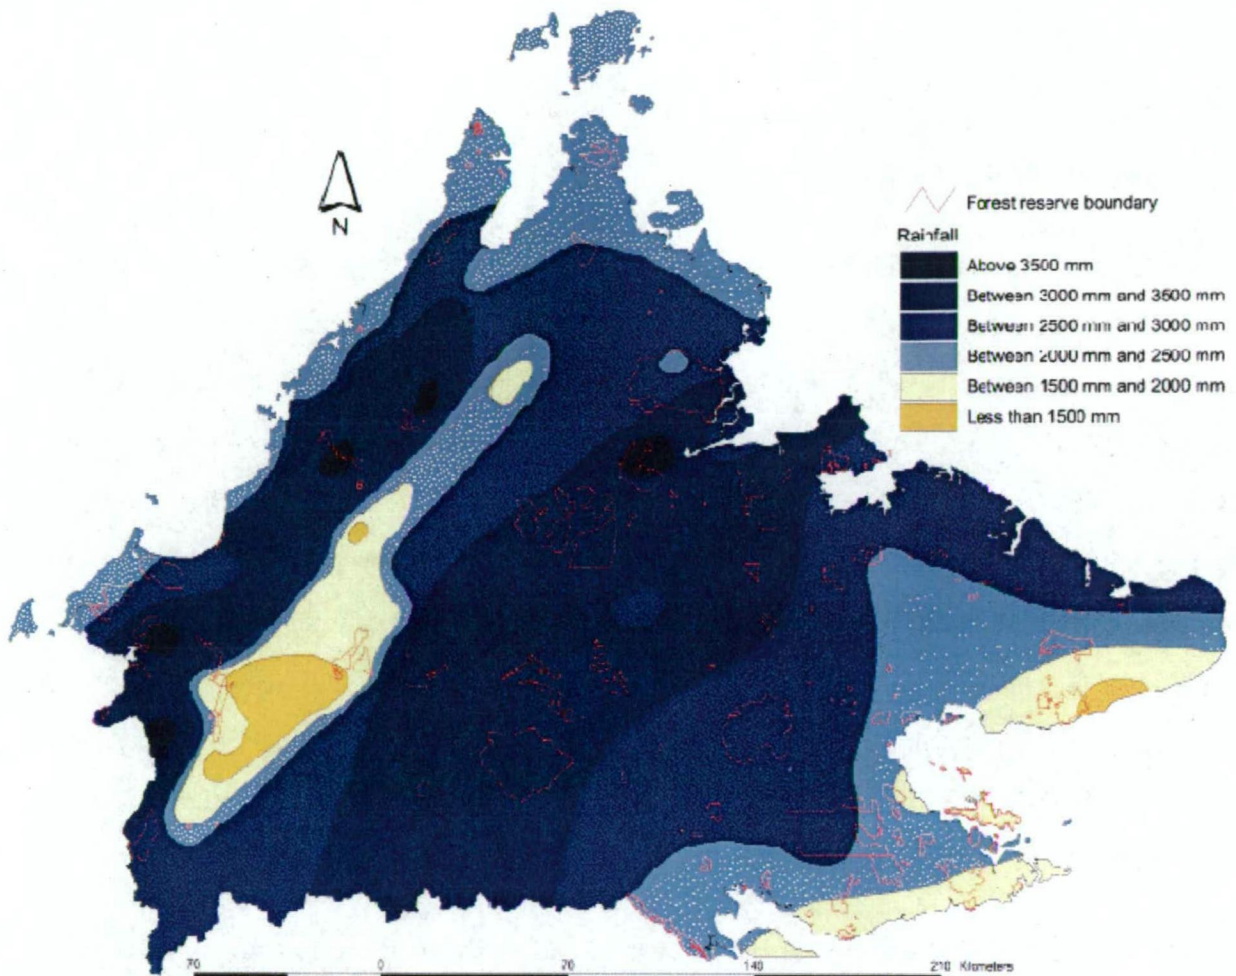 N
Forest reserve boundary
Rainfall
Above 3500 mm
Between 3000 mm and 3500 mm
Between 2500 mm and 3000 mm
Between 2000 mm and 2500 mm
Between 1500 mm and 2000 mm
Less than 1500 mm
70 0 70 140 210 Kilometers